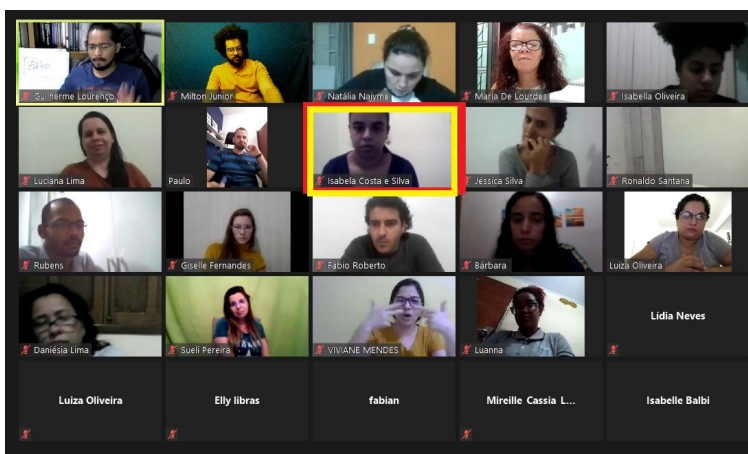 Guilherme Lourenço
Milton Junior
Natália Najyme
Maria De Lourdes
Isabella Oliveira
Luciana Lima
Paulo
Isabela Costa e SIlva
Jéssica Silva
Ronaldo Santana
Rubens
Giselle Fernandes
Fábio Roberto
Bárbara
Luiza Oliveira
Daniésia Lima
Sueli Pereira
VIVIANE MENDES
Luanna
Lídia Neves
Luiza Oliveira
Elly libras
fabian
Mireille Cassia L...
Isabelle Balbi